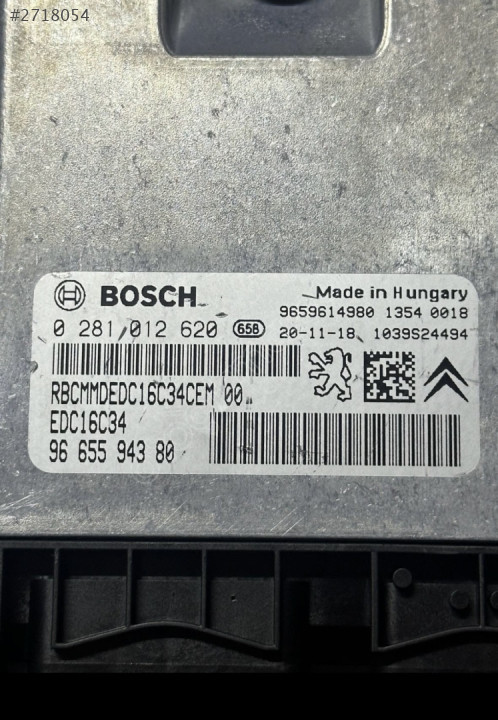 #2718054
BOSCH
Made in Hungary
9659614980 1354 0018
0 281 012 620 658 20-11-18. 1039S24494
RBCMMDEDC16C34CEM 00
EDC16C34
96 655 943 80